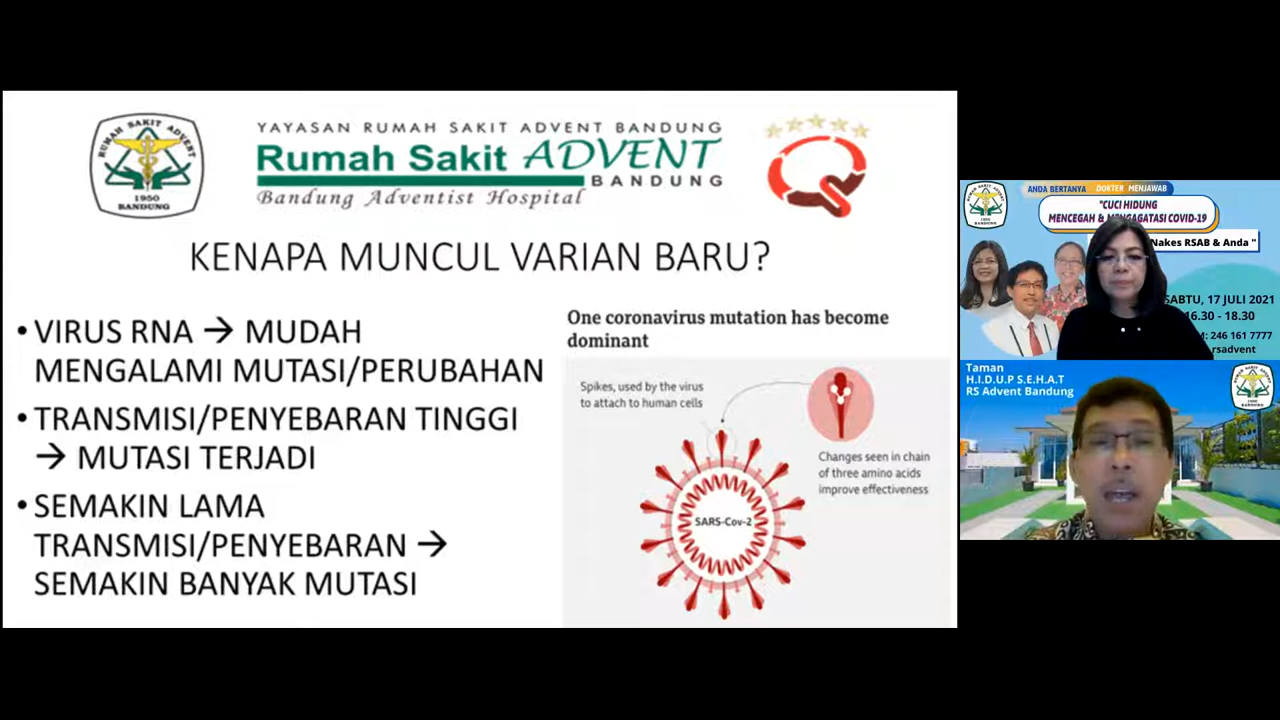 RUMAH SAKIT ADVENT
1950
BANDUNG
YAYASAN RUMAH SAKIT ADVENT BANDUNG
Rumah Sakit ADVENT
BANDUNG
Bandung Adventist Hospital
KENAPA MUNCUL VARIAN BARU?
• VIRUS RNA → MUDAH
MENGALAMI MUTASI/PERUBAHAN
• TRANSMISI/PENYEBARAN TINGGI
→ MUTASI TERJADI
• SEMAKIN LAMA
TRANSMISI/PENYEBARAN →
SEMAKIN BANYAK MUTASI
One coronavirus mutation has become
dominant
Spikes, used by the virus
to attach to human cells
Changes seen in chain
of three amino acids
improve effectiveness
SARS-Cov-2
ANDA BERTANYA DOKTER MENJAWAB
"CUCI HIDUNG
MENCEGAH & MENGAGATASI COVID-19
Nakes RSAB & Anda "
SABTU, 17 JULI 2021
16.30 - 18.30
: 246 161 7777
rsadvent
Taman
H.I.D.U.P S.E.H.A.T
RS Advent Bandung